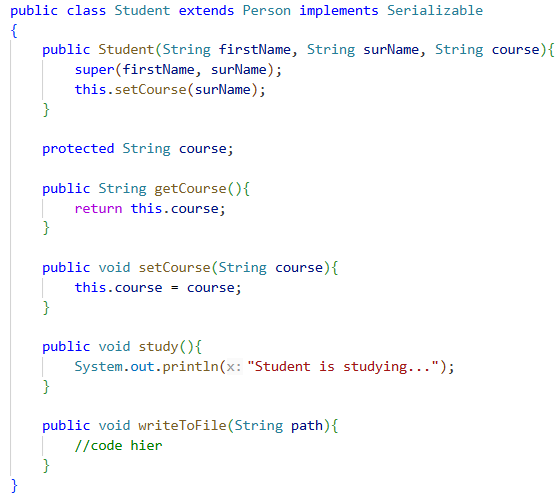 public class Student extends Person implements Serializable
{
    public Student(String firstName, String surName, String course){
        super(firstName, surName);
        this.setCourse(surName);
    }

    protected String course;

    public String getCourse(){
        return this.course;
    }

    public void setCourse(String course){
        this.course = course;
    }

    public void study(){
        System.out.println(x: "Student is studying...");
    }

    public void writeToFile(String path){
        //code hier
    }
}